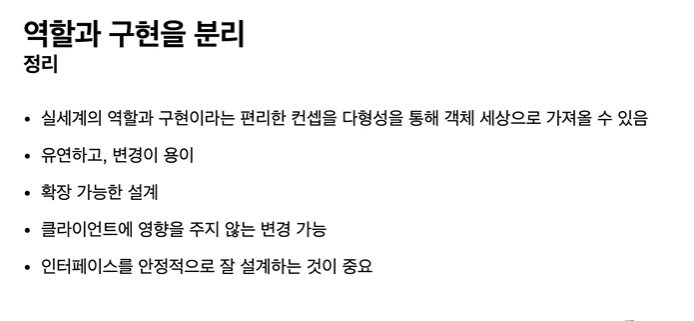 역할과 구현을 분리
정리
• 실세계의 역할과 구현이라는 편리한 컨셉을 다형성을 통해 객체 세상으로 가져올 수 있음
• 유연하고, 변경이 용이
• 확장 가능한 설계
• 클라이언트에 영향을 주지 않는 변경 가능
• 인터페이스를 안정적으로 잘 설계하는 것이 중요